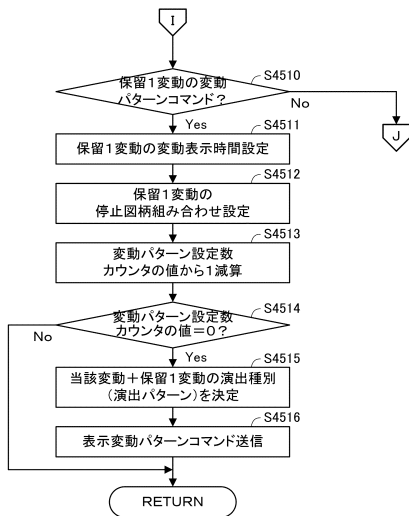 I
S4510
保留1変動の変動
パターンコマンド?
No
J
Yes
S4511
保留1変動の変動表示時間設定
S4512
保留1変動の
停止図柄組み合わせ設定
S4513
変動パターン設定数
カウンタの値から1減算
S4514
変動パターン設定数
カウンタの値=0?
No
Yes
S4515
当該変動+保留1変動の演出種別
(演出パターン)を決定
S4516
表示変動パターンコマンド送信
RETURN